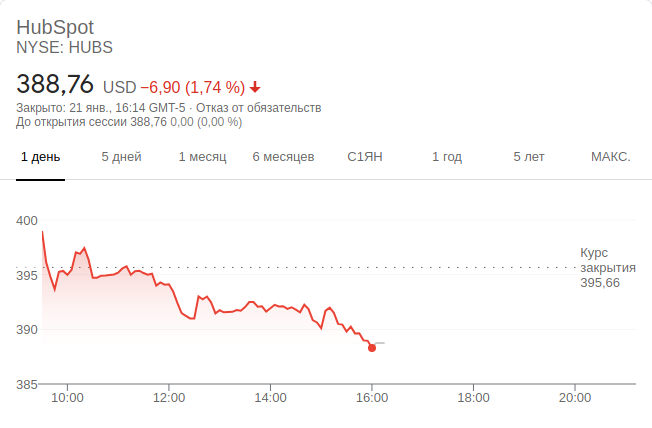 HubSpot
NYSE: HUBS
388,76 USD −6,90 (1,74 %)
Закрыто: 21 янв., 16:14 GMT-5 · Отказ от обязательств
До открытия сессии 388,76 0,00 (0,00 %)
1 день 5 дней 1 месяц 6 месяцев С1ЯН 1 год 5 лет МАКС.
400
Курс
закрытия
395,66
395
390
385
10:00 12:00 14:00 16:00 18:00 20:00